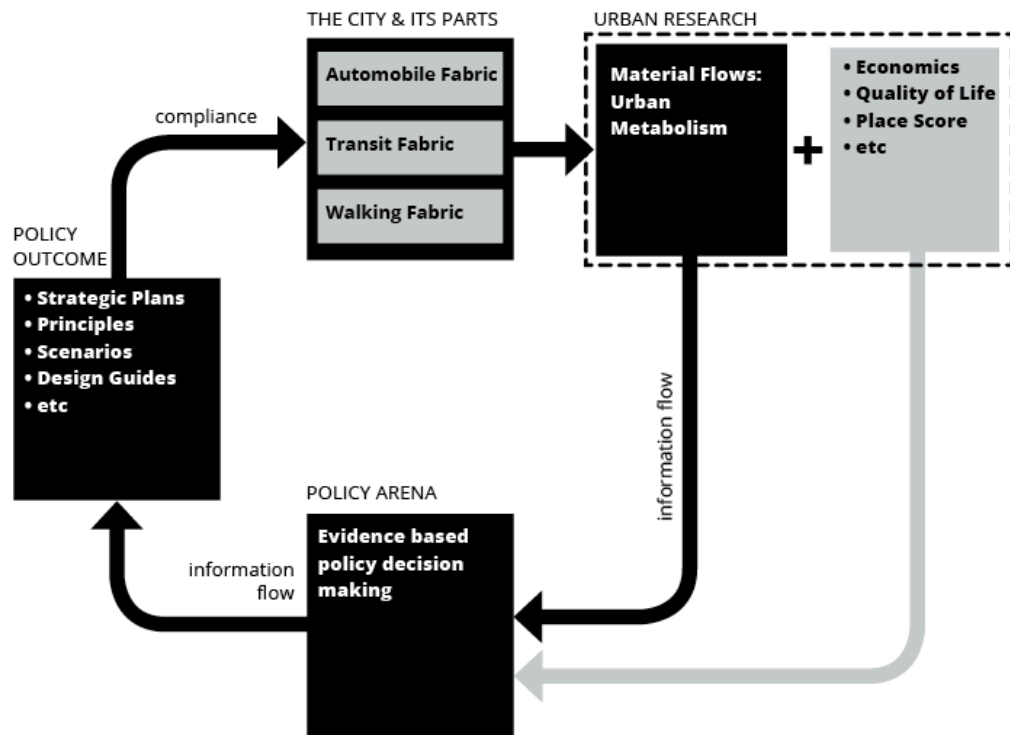 THE CITY & ITS PARTS
Automobile Fabric
Transit Fabric
Walking Fabric
URBAN RESEARCH
Material Flows:
Urban
Metabolism
+
• Economics
• Quality of Life
• Place Score
• etc
compliance
POLICY
OUTCOME
• Strategic Plans
• Principles
• Scenarios
• Design Guides
• etc
information flow
POLICY ARENA
Evidence based
policy decision
making
information
flow